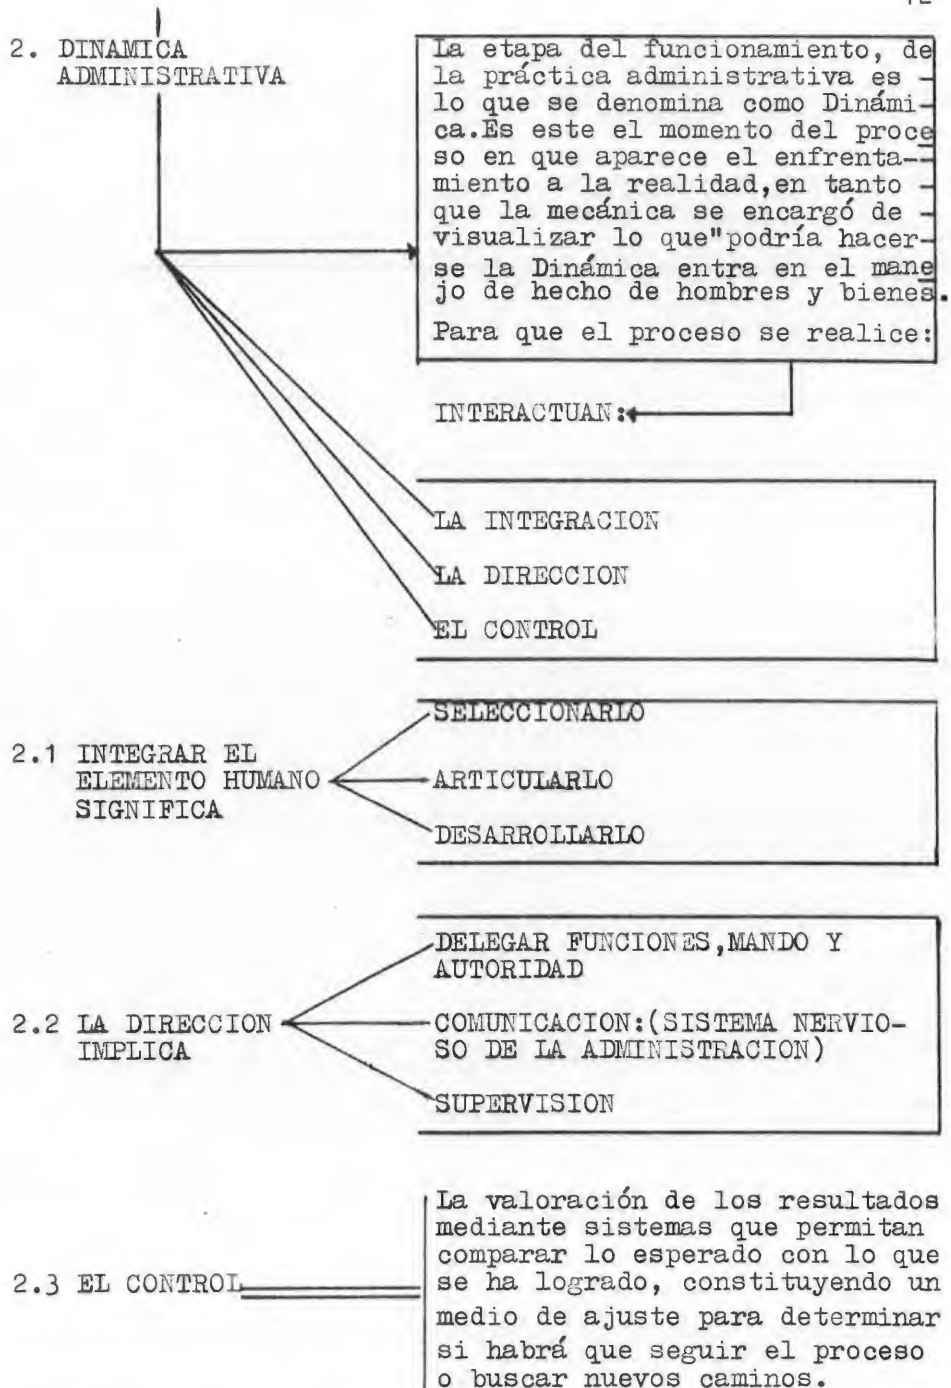 2. DINAMICA
ADMINISTRATIVA
La etapa del funcionamiento, de
la práctica administrativa es -
lo que se denomina como Dinámi-
ca.Es este el momento del proce
so en que aparece el enfrenta--
miento a la realidad,en tanto -
que la mecánica se encargó de -
visualizar lo que"podría hacer-
se la Dinámica entra en el mane
jo de hecho de hombres y bienes.
Para que el proceso se realice:
INTERACTUAN:
LA INTEGRACION
LA DIRECCION
EL CONTROL
2.1 INTEGRAR EL
ELEMENTO HUMANO
SIGNIFICA
SELECCIONARLO
ARTICULARLO
DESARROLLARLO
2.2 LA DIRECCION
IMPLICA
DELEGAR FUNCIONES,MANDO Y
AUTORIDAD
COMUNICACION:(SISTEMA NERVIO-
SO DE LA ADMINISTRACION)
SUPERVISION
2.3 EL CONTROL
La valoración de los resultados
mediante sistemas que permitan
comparar lo esperado con lo que
se ha logrado, constituyendo un
medio de ajuste para determinar
si habrá que seguir el proceso
o buscar nuevos caminos.